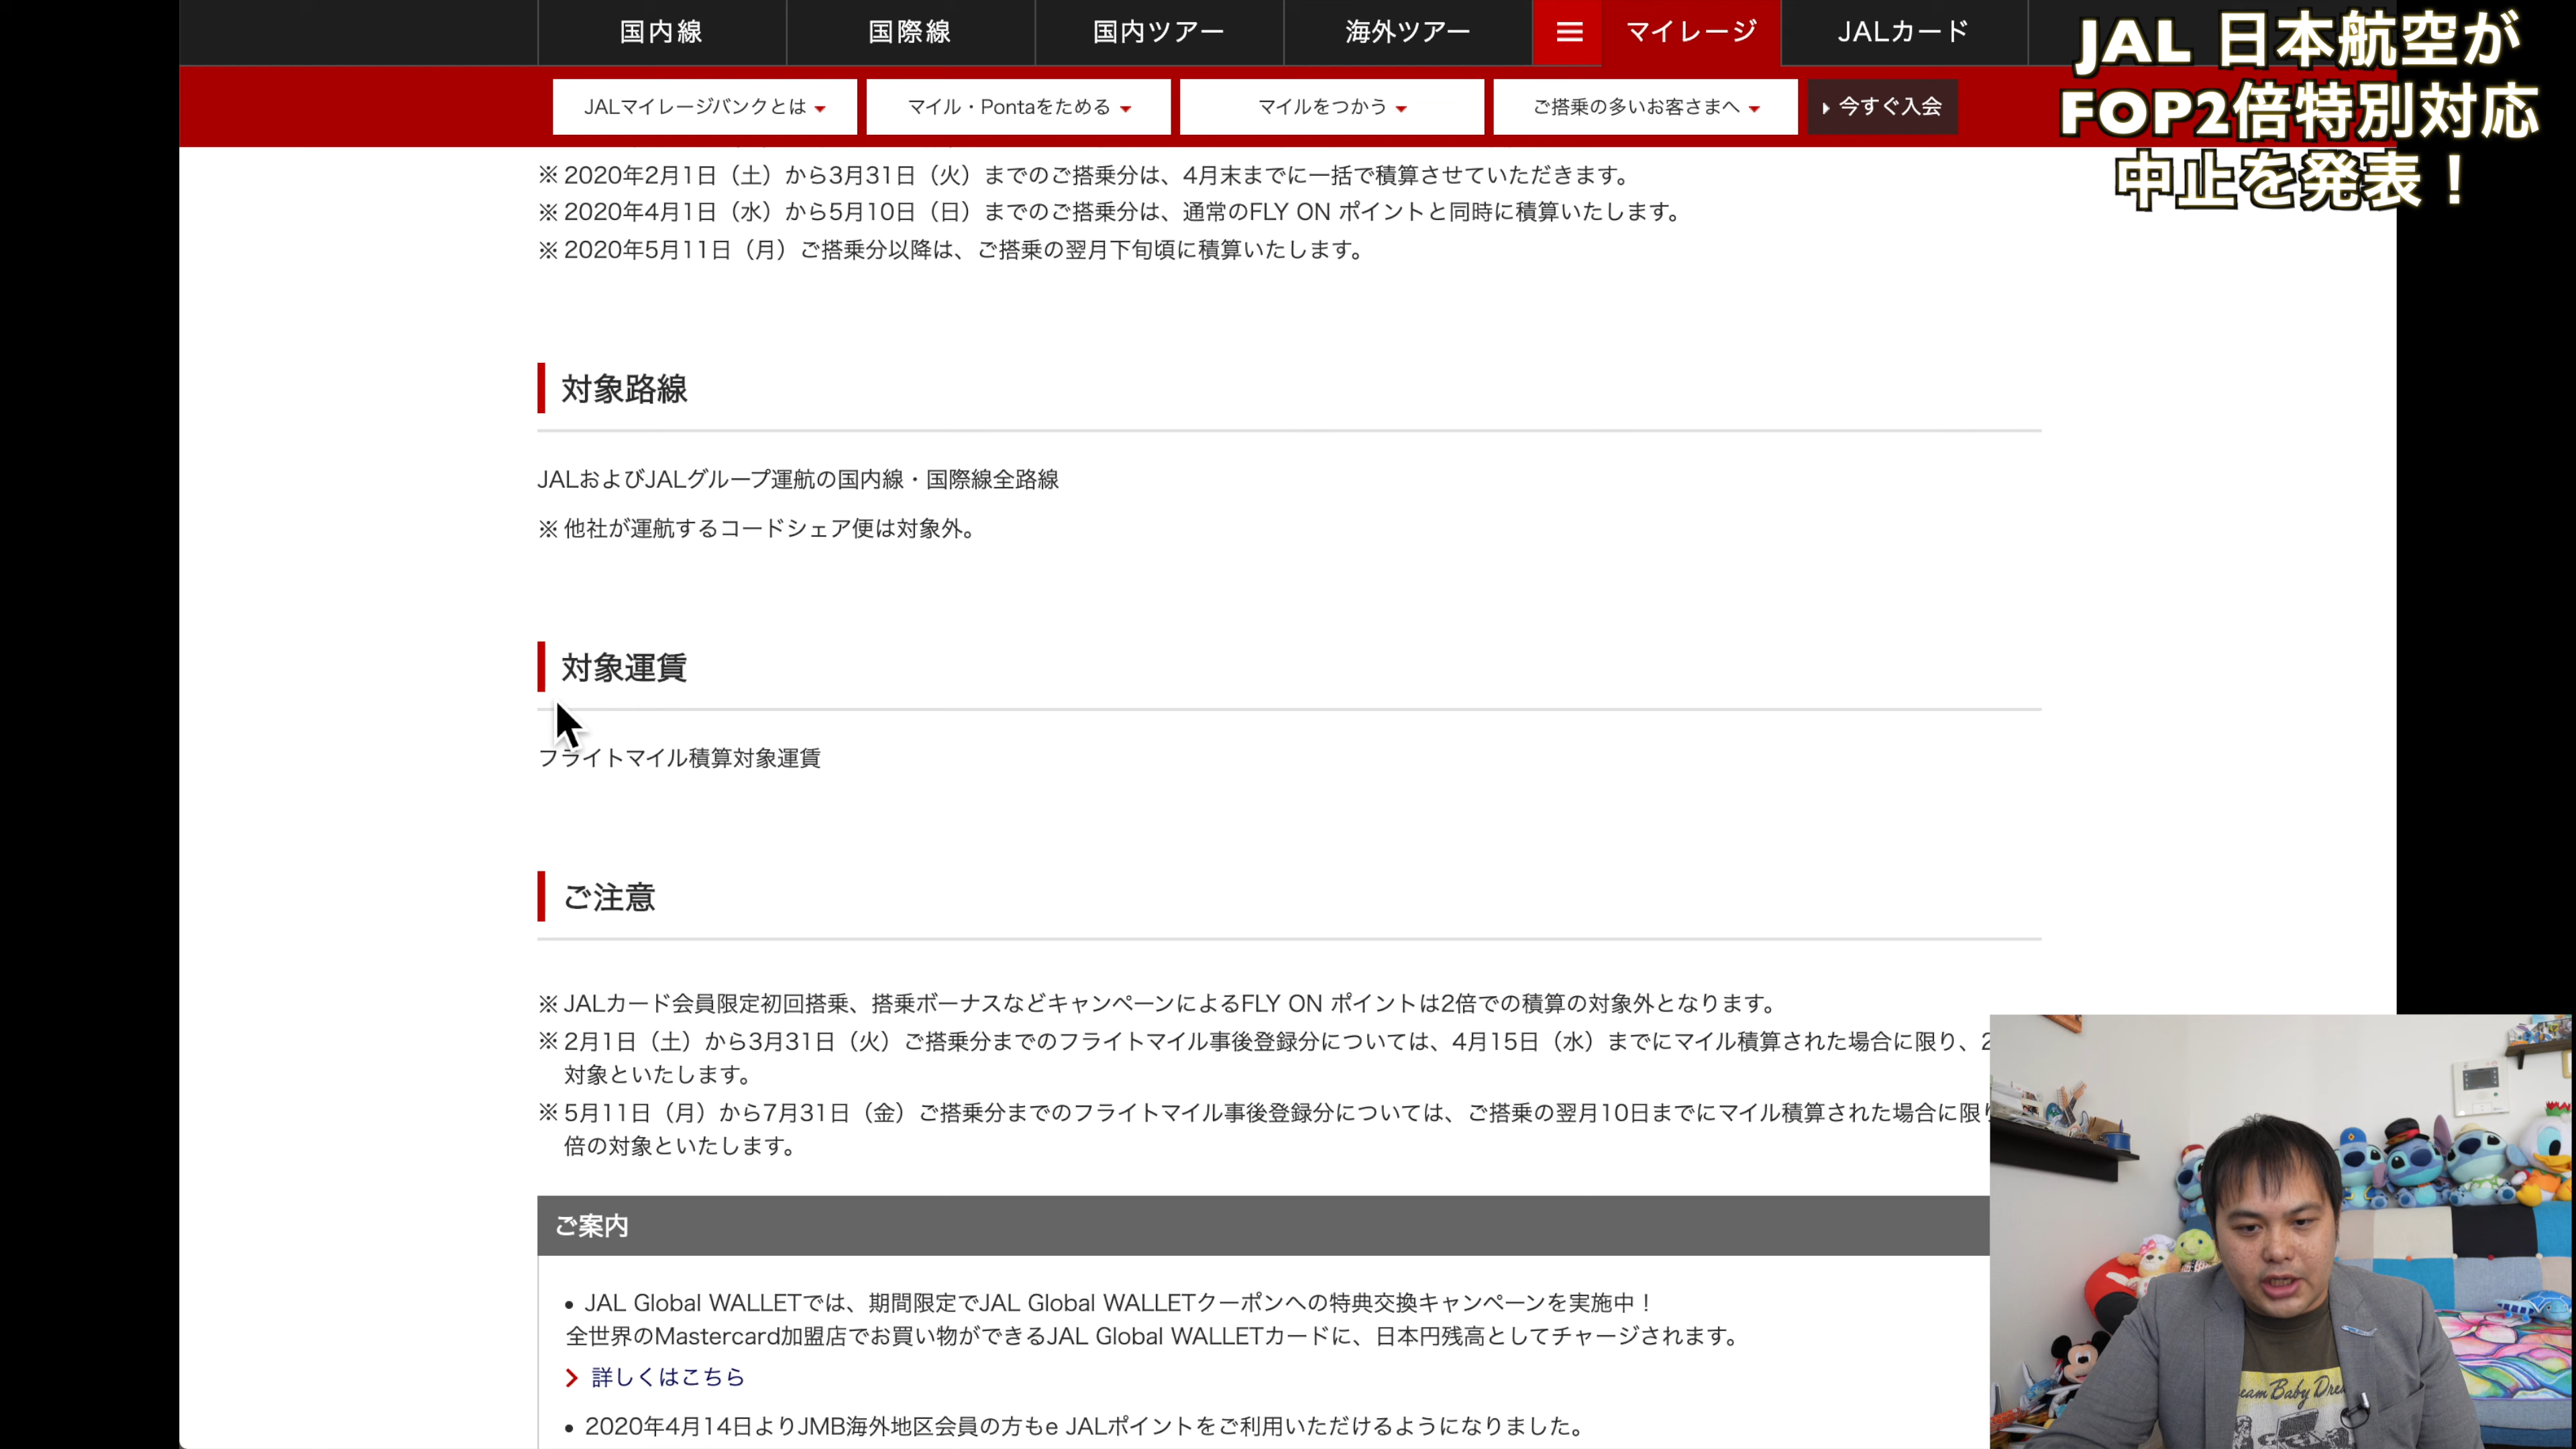 国内線 国際線 国内ツアー 海外ツアー マイレージ JALカード
JAL 日本航空が
FOP2倍特別対応
中止を発表！
JALマイレージバンクとは マイル・Pontaをためる マイルをつかう ご搭乗の多いお客さまへ 今すぐ入会
※ 2020年2月1日（土）から3月31日（火）までのご搭乗分は、4月末までに一括で積算させていただきます。
※ 2020年4月1日（水）から5月10日（日）までのご搭乗分は、通常のFLY ON ポイントと同時に積算いたします。
※ 2020年5月11日（月）ご搭乗分以降は、ご搭乗の翌月下旬頃に積算いたします。
対象路線
JALおよびJALグループ運航の国内線・国際線全路線
※ 他社が運航するコードシェア便は対象外。
対象運賃
フライトマイル積算対象運賃
ご注意
※ JALカード会員限定初回搭乗、搭乗ボーナスなどキャンペーンによるFLY ON ポイントは2倍での積算の対象外となります。
※ 2月1日（土）から3月31日（火）ご搭乗分までのフライトマイル事後登録分については、4月15日（水）までにマイル積算された場合に限り、2
対象といたします。
※ 5月11日（月）から7月31日（金）ご搭乗分までのフライトマイル事後登録分については、ご搭乗の翌月10日までにマイル積算された場合に限り
倍の対象といたします。
ご案内
• JAL Global WALLETでは、期間限定でJAL Global WALLETクーポンへの特典交換キャンペーンを実施中！
全世界のMastercard加盟店でお買い物ができるJAL Global WALLETカードに、日本円残高としてチャージされます。
詳しくはこちら
• 2020年4月14日よりJMB海外地区会員の方もe JALポイントをご利用いただけるようになりました。
Baby